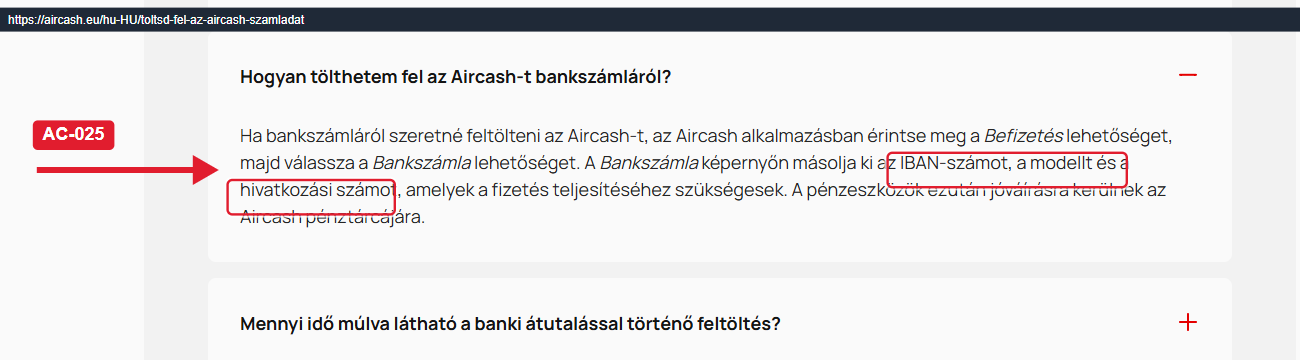 https://aircash.eu/hu-HU/toltsd-fel-az-aircash-szamladat
Hogyan tölthetem fel az Aircash-t bankszámláról?
AC-025
Ha bankszámláról szeretné feltölteni az Aircash-t, az Aircash alkalmazásban érintse meg a Befizetés lehetőséget,
majd válassza a Bankszámla lehetőséget. A Bankszámla képernyőn másolja ki az IBAN-számot, a modellt és a
hivatkozási számot, amelyek a fizetés teljesítéséhez szükségesek. A pénzeszközök ezután jóváírásra kerülnek az
Aircash pénztárcájára.
Mennyi idő múlva látható a banki átutalással történő feltöltés?